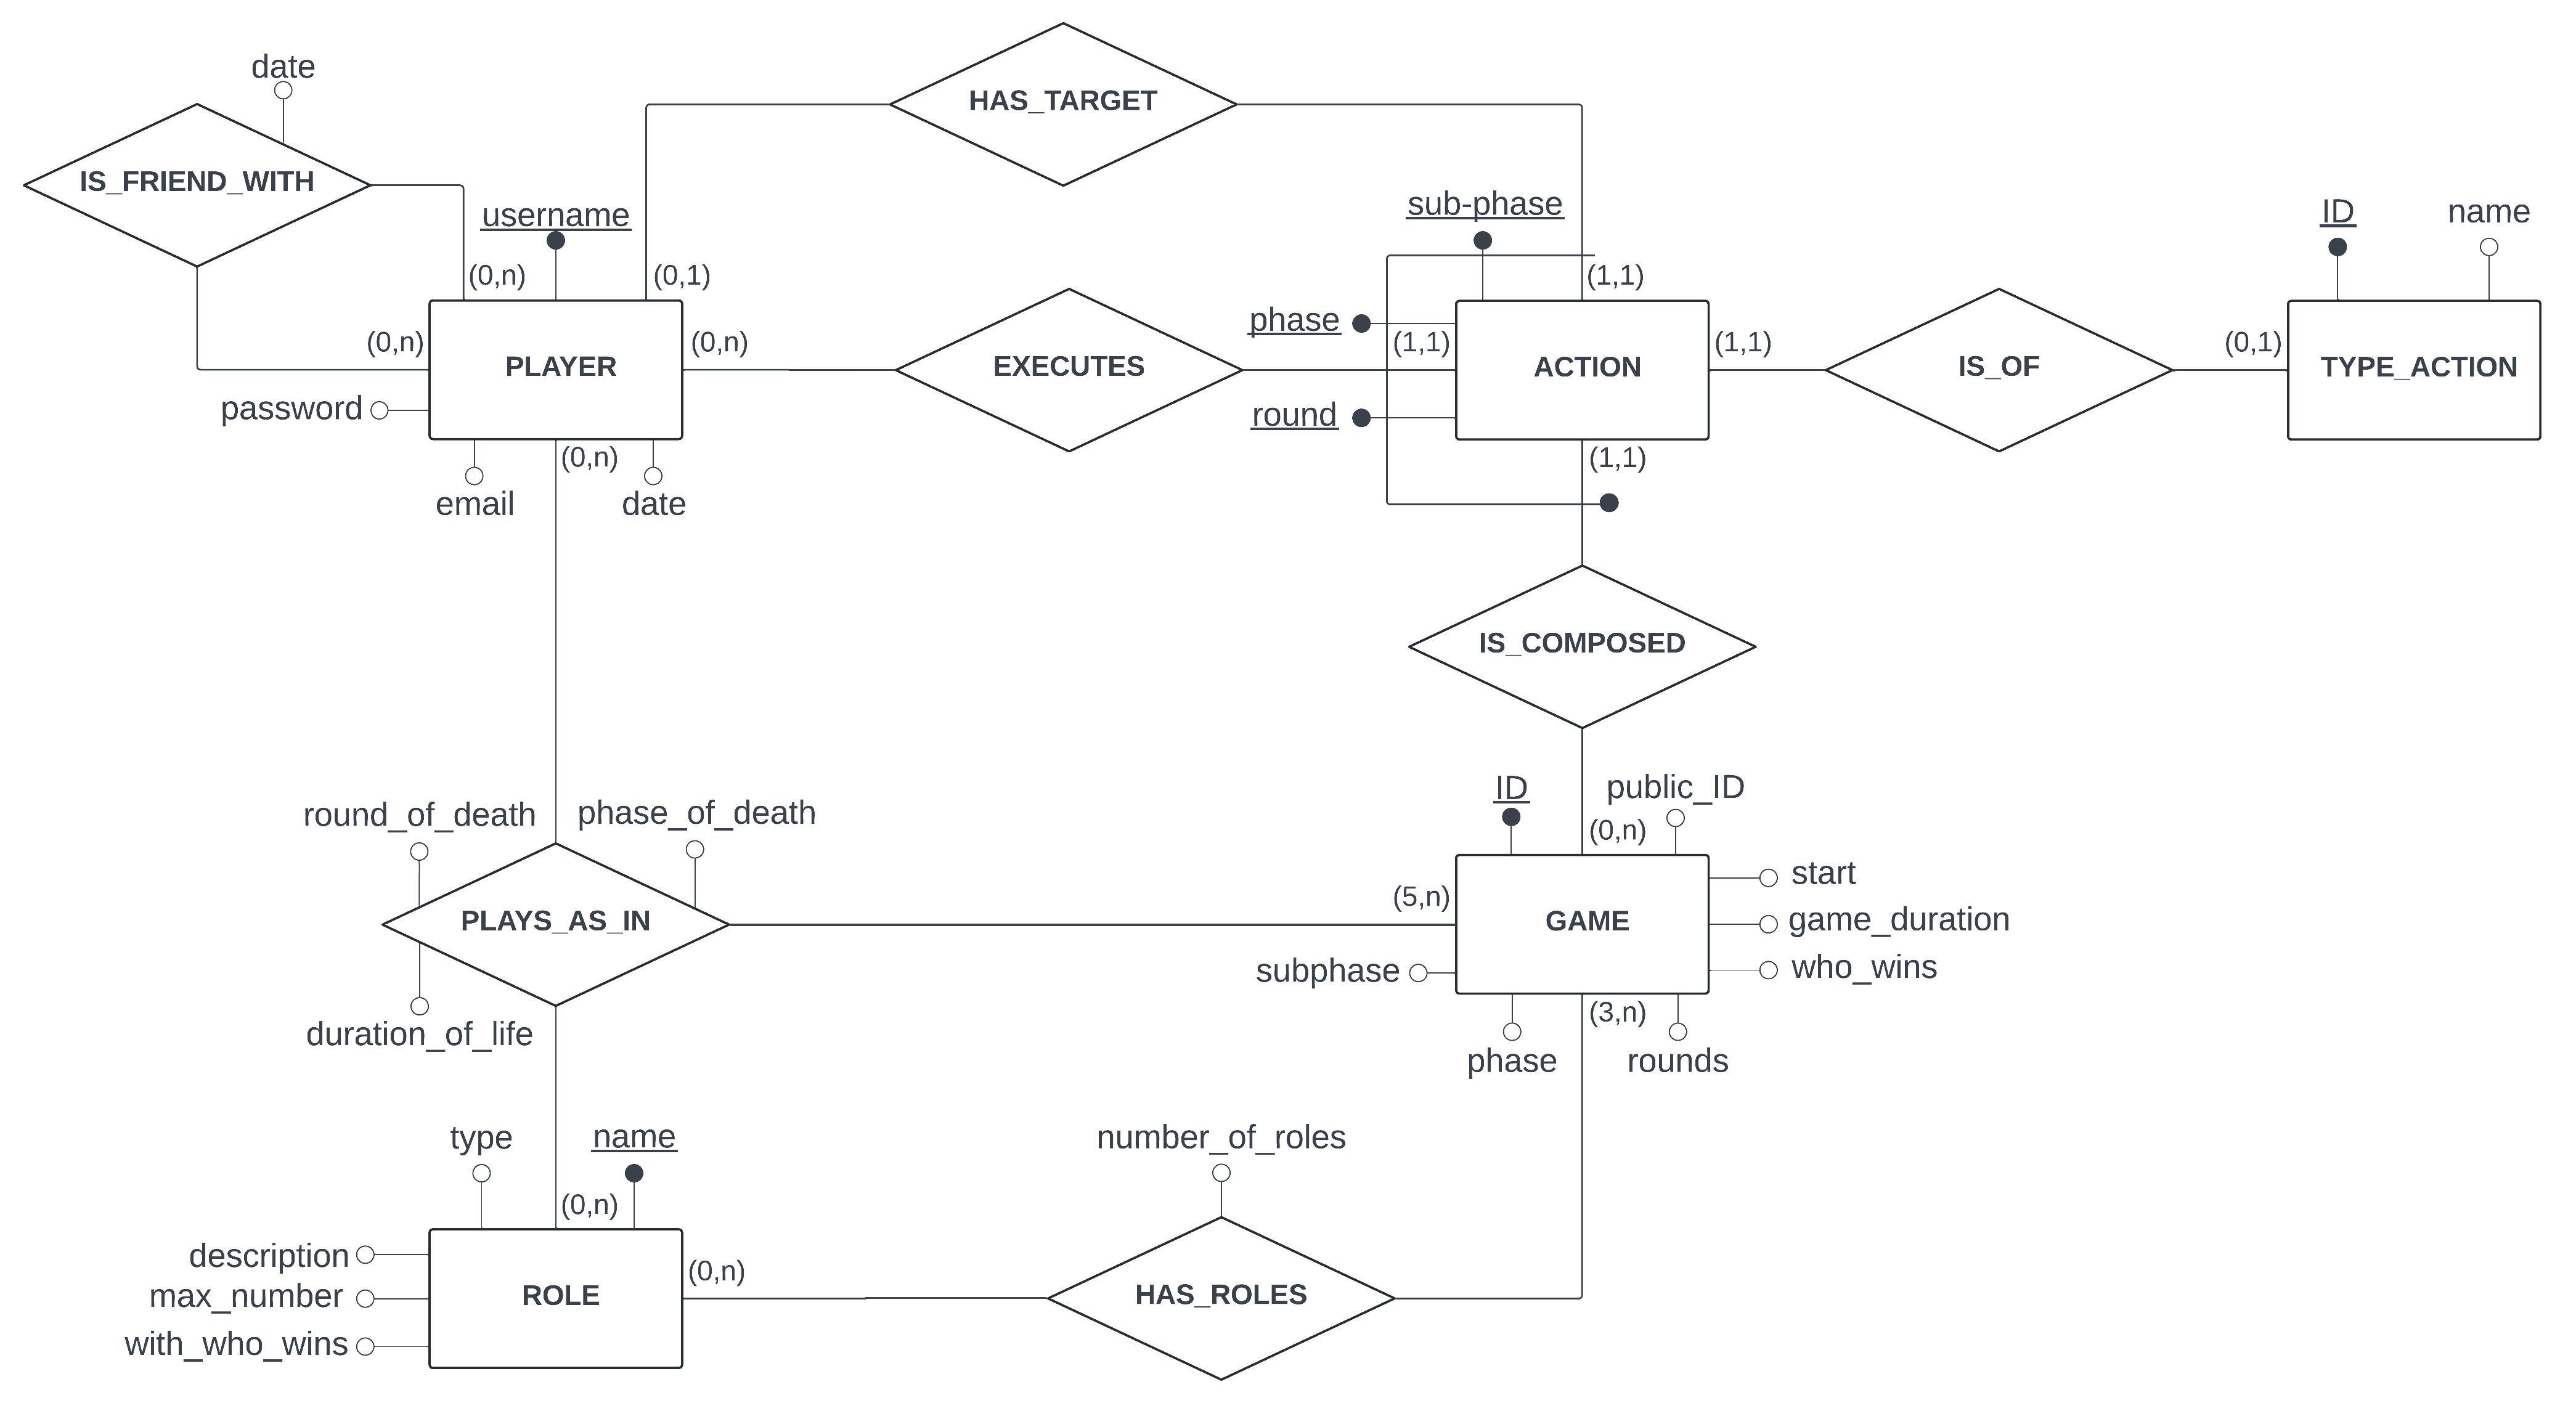 date
HAS_TARGET
IS_FRIEND_WITH
username
sub-phase
ID
name
(0,n)
(0,1)
(1,1)
phase
(0,n)
PLAYER
(0,n)
EXECUTES
(1,1)
ACTION
(1,1)
IS_OF
(0,1)
TYPE_ACTION
password
round
(0,n)
(1,1)
email
date
IS_COMPOSED
ID
public_ID
round_of_death
phase_of_death
(0,n)
start
(5,n)
PLAYS_AS_IN
GAME
game_duration
subphase
who_wins
(3,n)
duration_of_life
phase
rounds
type
name
number_of_roles
(0,n)
description
(0,n)
max_number
ROLE
HAS_ROLES
with_who_wins